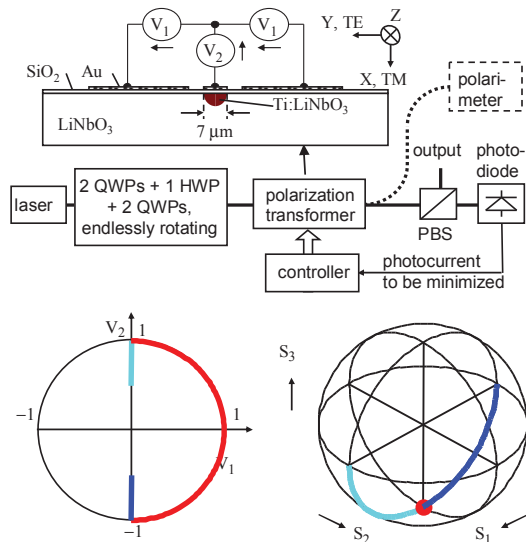 V1
V1
V2
Y, TE
Z
X, TM
SiO2
Au
Ti:LiNbO3
LiNbO3
7 μm
polari-
meter
laser
2 QWPs + 1 HWP
+ 2 QWPs,
endlessly rotating
polarization
transformer
output
PBS
photo-
diode
controller
photocurrent
to be minimized
V2
1
−1
1
V1
−1
S3
S2
S1